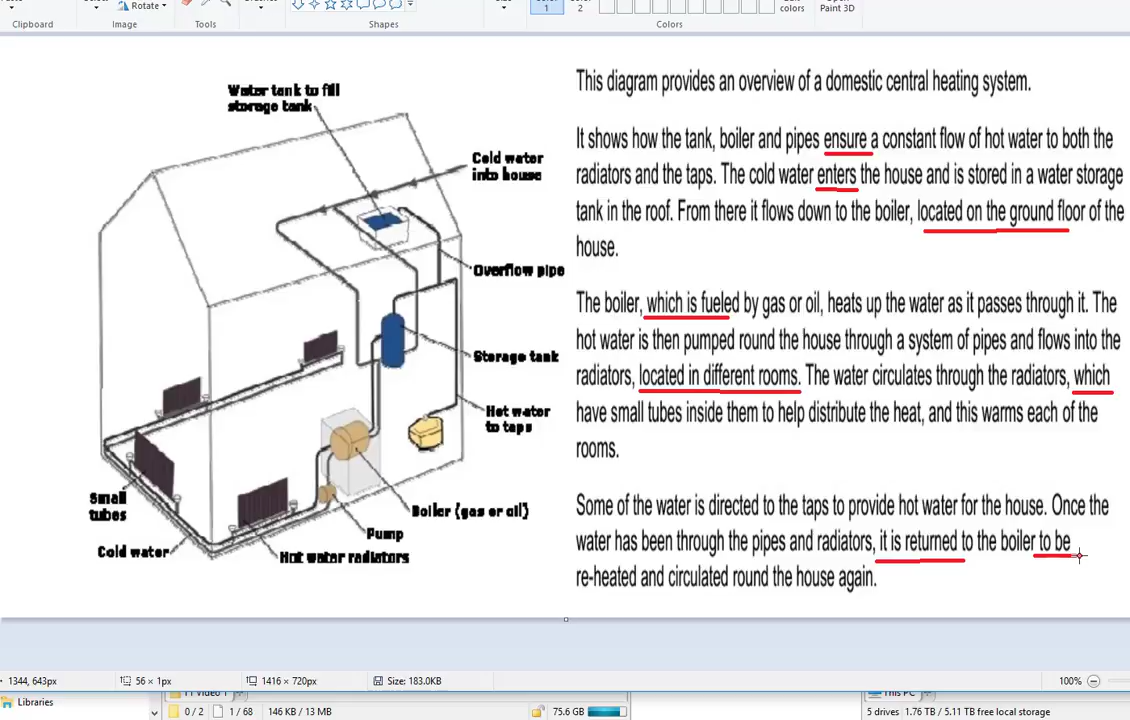 Rotate
Clipboard
Image
Tools
Shapes
1
2
colors
Paint 3D
Colors
Water tank to fill
storage tank
Cold water
into house
Overflow pipe
Storage tank
Hot water
to taps
Boiler (gas or oil)
Pump
Hot water radiators
Small
tubes
Cold water
This diagram provides an overview of a domestic central heating system.
It shows how the tank, boiler and pipes ensure a constant flow of hot water to both the
radiators and the taps. The cold water enters the house and is stored in a water storage
tank in the roof. From there it flows down to the boiler, located on the ground floor of the
house.
The boiler, which is fueled by gas or oil, heats up the water as it passes through it. The
hot water is then pumped round the house through a system of pipes and flows into the
radiators, located in different rooms. The water circulates through the radiators, which
have small tubes inside them to help distribute the heat, and this warms each of the
rooms.
Some of the water is directed to the taps to provide hot water for the house. Once the
water has been through the pipes and radiators, it is returned to the boiler to be
re-heated and circulated round the house again.
1344, 643px
56 × 1px
1416 × 720px
Size: 183.0KB
100%
Libraries
0 / 2
1 / 68
146 KB / 13 MB
75.6 GB
This PC
5 drives
1.76 TB / 5.11 TB free local storage